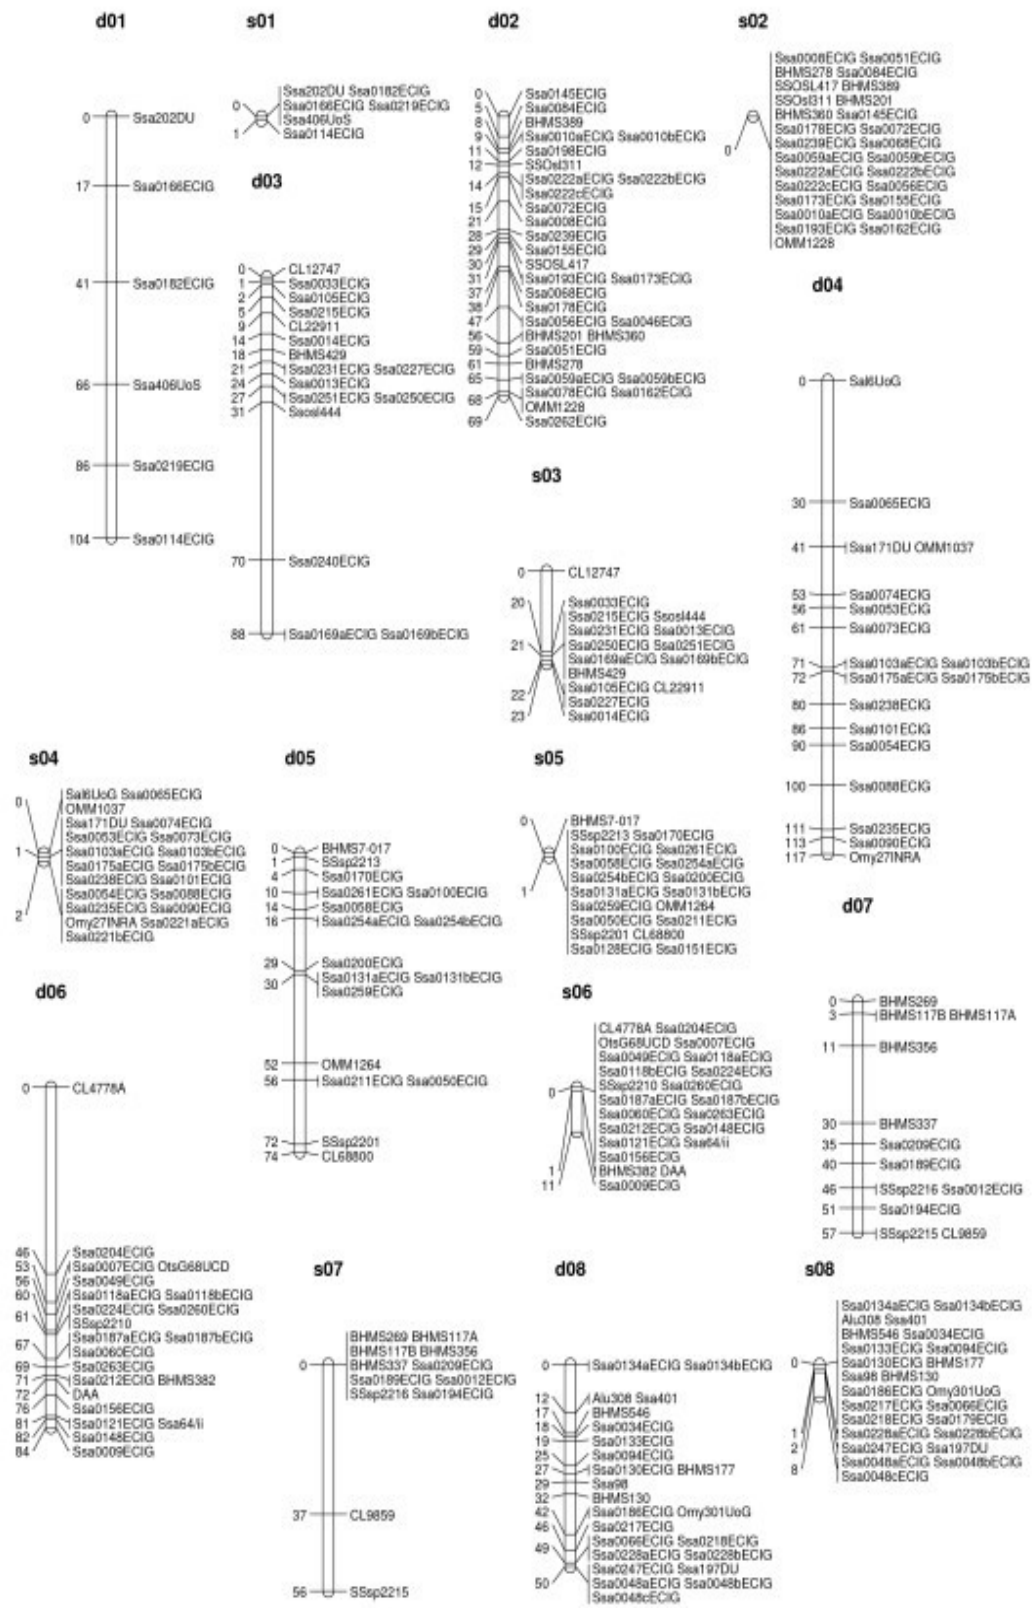 d01
0 Ssa202DU
17 Ssa0166ECIG
41 Ssa0182ECIG
66 Ssa406UoS
86 Ssa0219ECIG
104 Ssa0114ECIG
s01
Ssa202DU Ssa0182ECIG
0 Ssa0166ECIG Ssa0219ECIG
Ssa406UoS
1 Ssa0114ECIG
d03
0 CL12747
1 Ssa0033ECIG
2 Ssa0105ECIG
5 Ssa0215ECIG
9 CL22911
14 Ssa0014ECIG
18 BHMS429
21 Ssa0231ECIG Ssa0227ECIG
24 Ssa0013ECIG
27 Ssa0251ECIG Ssa0250ECIG
31 Ssosl444
70 Ssa0240ECIG
88 Ssa0169aECIG Ssa0169bECIG
d02
0 Ssa0145ECIG
5 Ssa0084ECIG
8 BHMS389
9 Ssa0010aECIG Ssa0010bECIG
11 Ssa0198ECIG
12 SSOsl311
14 Ssa0222aECIG Ssa0222bECIG
Ssa0222cECIG
15 Ssa0072ECIG
21 Ssa0008ECIG
28 Ssa0239ECIG
29 Ssa0155ECIG
30 SSOSL417
31 Ssa0193ECIG Ssa0173ECIG
37 Ssa0068ECIG
38 Ssa0178ECIG
47 Ssa0056ECIG Ssa0046ECIG
56 BHMS201 BHMS360
59 Ssa0051ECIG
61 BHMS278
65 Ssa0059aECIG Ssa0059bECIG
68 Ssa0078ECIG Ssa0162ECIG
OMM1228
69 Ssa0262ECIG
s02
Ssa0008ECIG Ssa0051ECIG
BHMS278 Ssa0084ECIG
SSOSL417 BHMS389
SSOsl311 BHMS201
BHMS360 Ssa0145ECIG
Ssa0178ECIG Ssa0072ECIG
Ssa0239ECIG Ssa0068ECIG
0 Ssa0059aECIG Ssa0059bECIG
Ssa0222aECIG Ssa0222bECIG
Ssa0222cECIG Ssa0056ECIG
Ssa0173ECIG Ssa0155ECIG
Ssa0010aECIG Ssa0010bECIG
Ssa0193ECIG Ssa0162ECIG
OMM1228
s03
0 CL12747
20 Ssa0033ECIG
Ssa0215ECIG Ssosl444
Ssa0231ECIG Ssa0013ECIG
21 Ssa0250ECIG Ssa0251ECIG
Ssa0169aECIG Ssa0169bECIG
BHMS429
22 Ssa0105ECIG CL22911
Ssa0227ECIG
23 Ssa0014ECIG
d04
0 Sal6UoG
30 Ssa0065ECIG
41 Ssa171DU OMM1037
53 Ssa0074ECIG
56 Ssa0053ECIG
61 Ssa0073ECIG
71 Ssa0103aECIG Ssa0103bECIG
72 Ssa0175aECIG Ssa0175bECIG
80 Ssa0238ECIG
86 Ssa0101ECIG
90 Ssa0054ECIG
100 Ssa0088ECIG
111 Ssa0235ECIG
113 Ssa0090ECIG
117 Omy27INRA
s04
0 Sal6UoG Ssa0065ECIG
OMM1037
Ssa171DU Ssa0074ECIG
Ssa0053ECIG Ssa0073ECIG
1 Ssa0103aECIG Ssa0103bECIG
Ssa0175aECIG Ssa0175bECIG
Ssa0238ECIG Ssa0101ECIG
Ssa0054ECIG Ssa0088ECIG
Ssa0235ECIG Ssa0090ECIG
2 Omy27INRA Ssa0221aECIG
Ssa0221bECIG
d05
0 BHMS7-017
1 SSsp2213
4 Ssa0170ECIG
10 Ssa0261ECIG Ssa0100ECIG
14 Ssa0058ECIG
16 Ssa0254aECIG Ssa0254bECIG
29 Ssa0200ECIG
30 Ssa0131aECIG Ssa0131bECIG
Ssa0259ECIG
52 OMM1264
56 Ssa0211ECIG Ssa0050ECIG
72 SSsp2201
74 CL68800
s05
0 BHMS7-017
SSsp2213 Ssa0170ECIG
Ssa0100ECIG Ssa0261ECIG
Ssa0058ECIG Ssa0254aECIG
Ssa0254bECIG Ssa0200ECIG
1 Ssa0131aECIG Ssa0131bECIG
Ssa0259ECIG OMM1264
Ssa0050ECIG Ssa0211ECIG
SSsp2201 CL68800
Ssa0128ECIG Ssa0151ECIG
d06
0 CL4778A
46 Ssa0204ECIG
53 Ssa0007ECIG OtsG68UCD
56 Ssa0049ECIG
60 Ssa0118aECIG Ssa0118bECIG
61 Ssa0224ECIG Ssa0260ECIG
SSsp2210
67 Ssa0187aECIG Ssa0187bECIG
Ssa0060ECIG
69 Ssa0263ECIG
71 Ssa0212ECIG BHMS382
72 DAA
76 Ssa0156ECIG
81 Ssa0121ECIG Ssa64/ii
82 Ssa0148ECIG
84 Ssa0009ECIG
s06
CL4778A Ssa0204ECIG
OtsG68UCD Ssa0007ECIG
Ssa0049ECIG Ssa0118aECIG
Ssa0118bECIG Ssa0224ECIG
0 SSsp2210 Ssa0260ECIG
Ssa0187aECIG Ssa0187bECIG
Ssa0060ECIG Ssa0263ECIG
Ssa0212ECIG Ssa0148ECIG
Ssa0121ECIG Ssa64/ii
Ssa0156ECIG
1 BHMS382 DAA
11 Ssa0009ECIG
d07
0 BHMS269
3 BHMS117B BHMS117A
11 BHMS356
30 BHMS337
35 Ssa0209ECIG
40 Ssa0189ECIG
46 SSsp2216 Ssa0012ECIG
51 Ssa0194ECIG
57 SSsp2215 CL9859
s07
BHMS269 BHMS117A
BHMS117B BHMS356
0 BHMS337 Ssa0209ECIG
Ssa0189ECIG Ssa0012ECIG
SSsp2216 Ssa0194ECIG
37 CL9859
56 SSsp2215
d08
0 Ssa0134aECIG Ssa0134bECIG
12 Alu308 Ssa401
17 BHMS546
18 Ssa0034ECIG
19 Ssa0133ECIG
25 Ssa0094ECIG
27 Ssa0130ECIG BHMS177
29 Ssa98
32 BHMS130
42 Ssa0186ECIG Omy301UoG
46 Ssa0217ECIG
49 Ssa0066ECIG Ssa0218ECIG
Ssa0228aECIG Ssa0228bECIG
50 Ssa0247ECIG Ssa197DU
Ssa0048aECIG Ssa0048bECIG
Ssa0048cECIG
s08
Ssa0134aECIG Ssa0134bECIG
Alu308 Ssa401
BHMS546 Ssa0034ECIG
Ssa0133ECIG Ssa0094ECIG
0 Ssa0130ECIG BHMS177
Ssa98 BHMS130
Ssa0186ECIG Omy301UoG
Ssa0217ECIG Ssa0066ECIG
Ssa0218ECIG Ssa0179ECIG
1 Ssa0228aECIG Ssa0228bECIG
2 Ssa0247ECIG Ssa197DU
8 Ssa0048aECIG Ssa0048bECIG
Ssa0048cECIG